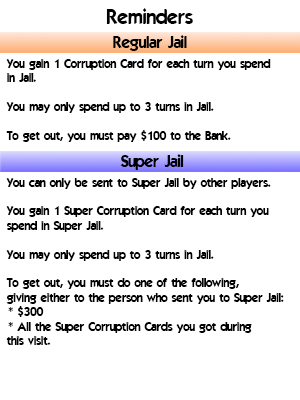 Reminders
Regular Jail
You gain 1 Corruption Card for each turn you spend
in Jail.
You may only spend up to 3 turns in Jail.
To get out, you must pay $100 to the Bank.
Super Jail
You can only be sent to Super Jail by other players.
You gain 1 Super Corruption Card for each turn you
spend in Super Jail.
You may only spend up to 3 turns in Jail.
To get out, you must do one of the following,
giving either to the person who sent you to Super Jail:
* $300
* All the Super Corruption Cards you got during
this visit.